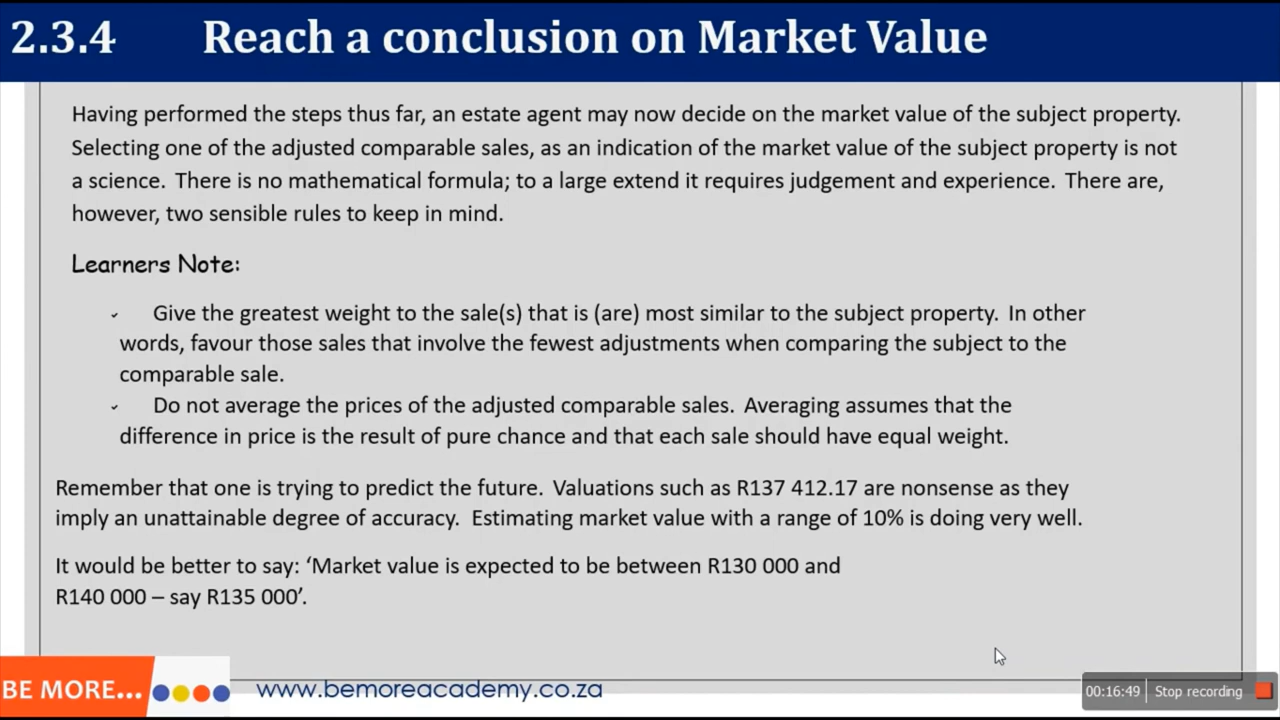 2.3.4 Reach a conclusion on Market Value
Having performed the steps thus far, an estate agent may now decide on the market value of the subject property.
Selecting one of the adjusted comparable sales, as an indication of the market value of the subject property is not
a science. There is no mathematical formula; to a large extend it requires judgement and experience. There are,
however, two sensible rules to keep in mind.
Learners Note:
Give the greatest weight to the sale(s) that is (are) most similar to the subject property. In other
words, favour those sales that involve the fewest adjustments when comparing the subject to the
comparable sale.
Do not average the prices of the adjusted comparable sales. Averaging assumes that the
difference in price is the result of pure chance and that each sale should have equal weight.
Remember that one is trying to predict the future. Valuations such as R137 412.17 are nonsense as they
imply an unattainable degree of accuracy. Estimating market value with a range of 10% is doing very well.
It would be better to say: ‘Market value is expected to be between R130 000 and
R140 000 – say R135 000’.
BE MORE...
www.bemoreacademy.co.za
00:16:49 Stop recording